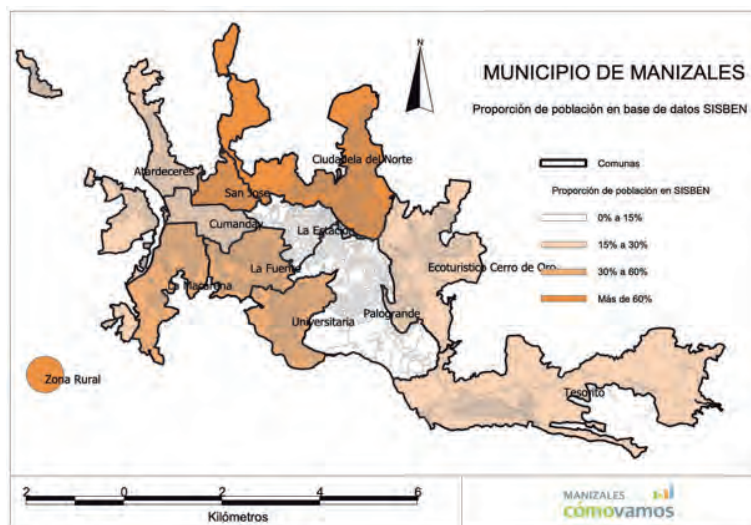 N
MUNICIPIO DE MANIZALES
Proporción de población en base de datos SISBEN
Comunas
Proporción de población en SISBEN
0% a 15%
15% a 30%
30% a 60%
Más de 60%
Ciudadela del Norte
Atardeceres
San Jose
Cumanday
La Estación
La Fuente
Ecoturistico Cerro de Oro
La Macarena
Universitaria
Palogrande
Zona Rural
Tesorito
2 0 2 4 6
Kilómetros
MANIZALES
cómovamos